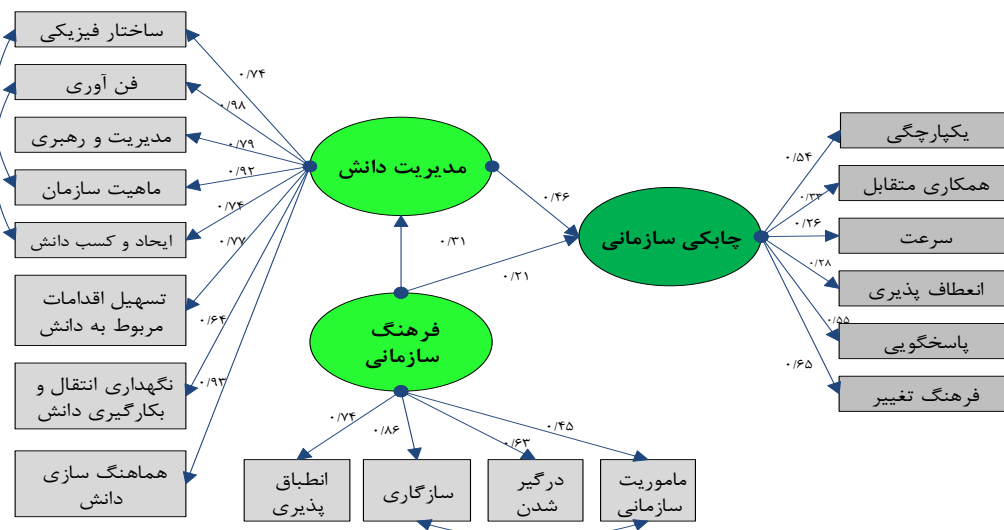 ساختار فیزیکی
فن آوری
مدیریت و رهبری
ماهیت سازمان
ایحاد و کسب دانش
تسهیل اقدامات
مربوط به دانش
نگهداری انتقال و
بکارگیری دانش
هماهنگ سازی
دانش
۰/۷۴
۰/۹۸
۰/۷۹
۰/۹۲
۰/۷۴
۰/۷۷
۰/۶۴
۰/۹۳
مدیریت دانش
۰/۴۶
۰/۳۱
۰/۲۱
چابکی سازمانی
فرهنگ
سازمانی
۰/۷۴
۰/۸۶
۰/۶۳
۰/۴۵
انطباق
پذیری
سازگاری
درگیر
شدن
ماموریت
سازمانی
۰/۵۴
۰/۲۶
۰/۲۸
۰/۵۵
۰/۶۵
یکپارچگی
همکاری متقابل
سرعت
انعطاف پذیری
پاسخگویی
فرهنگ تغییر